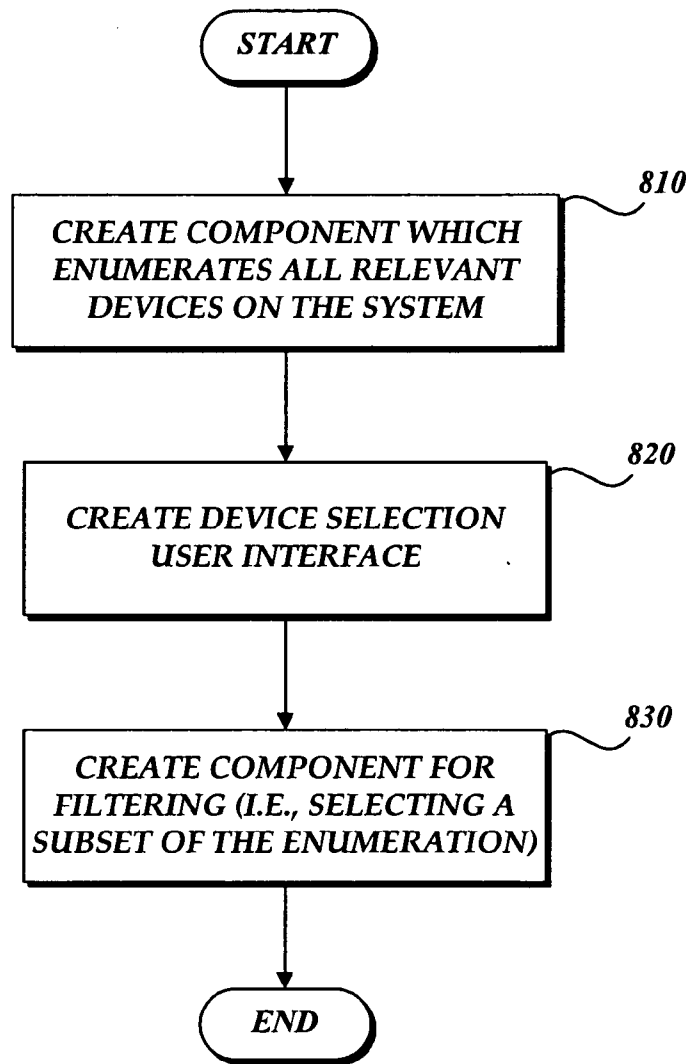 START
810
CREATE COMPONENT WHICH
ENUMERATES ALL RELEVANT
DEVICES ON THE SYSTEM
820
CREATE DEVICE SELECTION
USER INTERFACE
830
CREATE COMPONENT FOR
FILTERING (I.E., SELECTING A
SUBSET OF THE ENUMERATION)
END